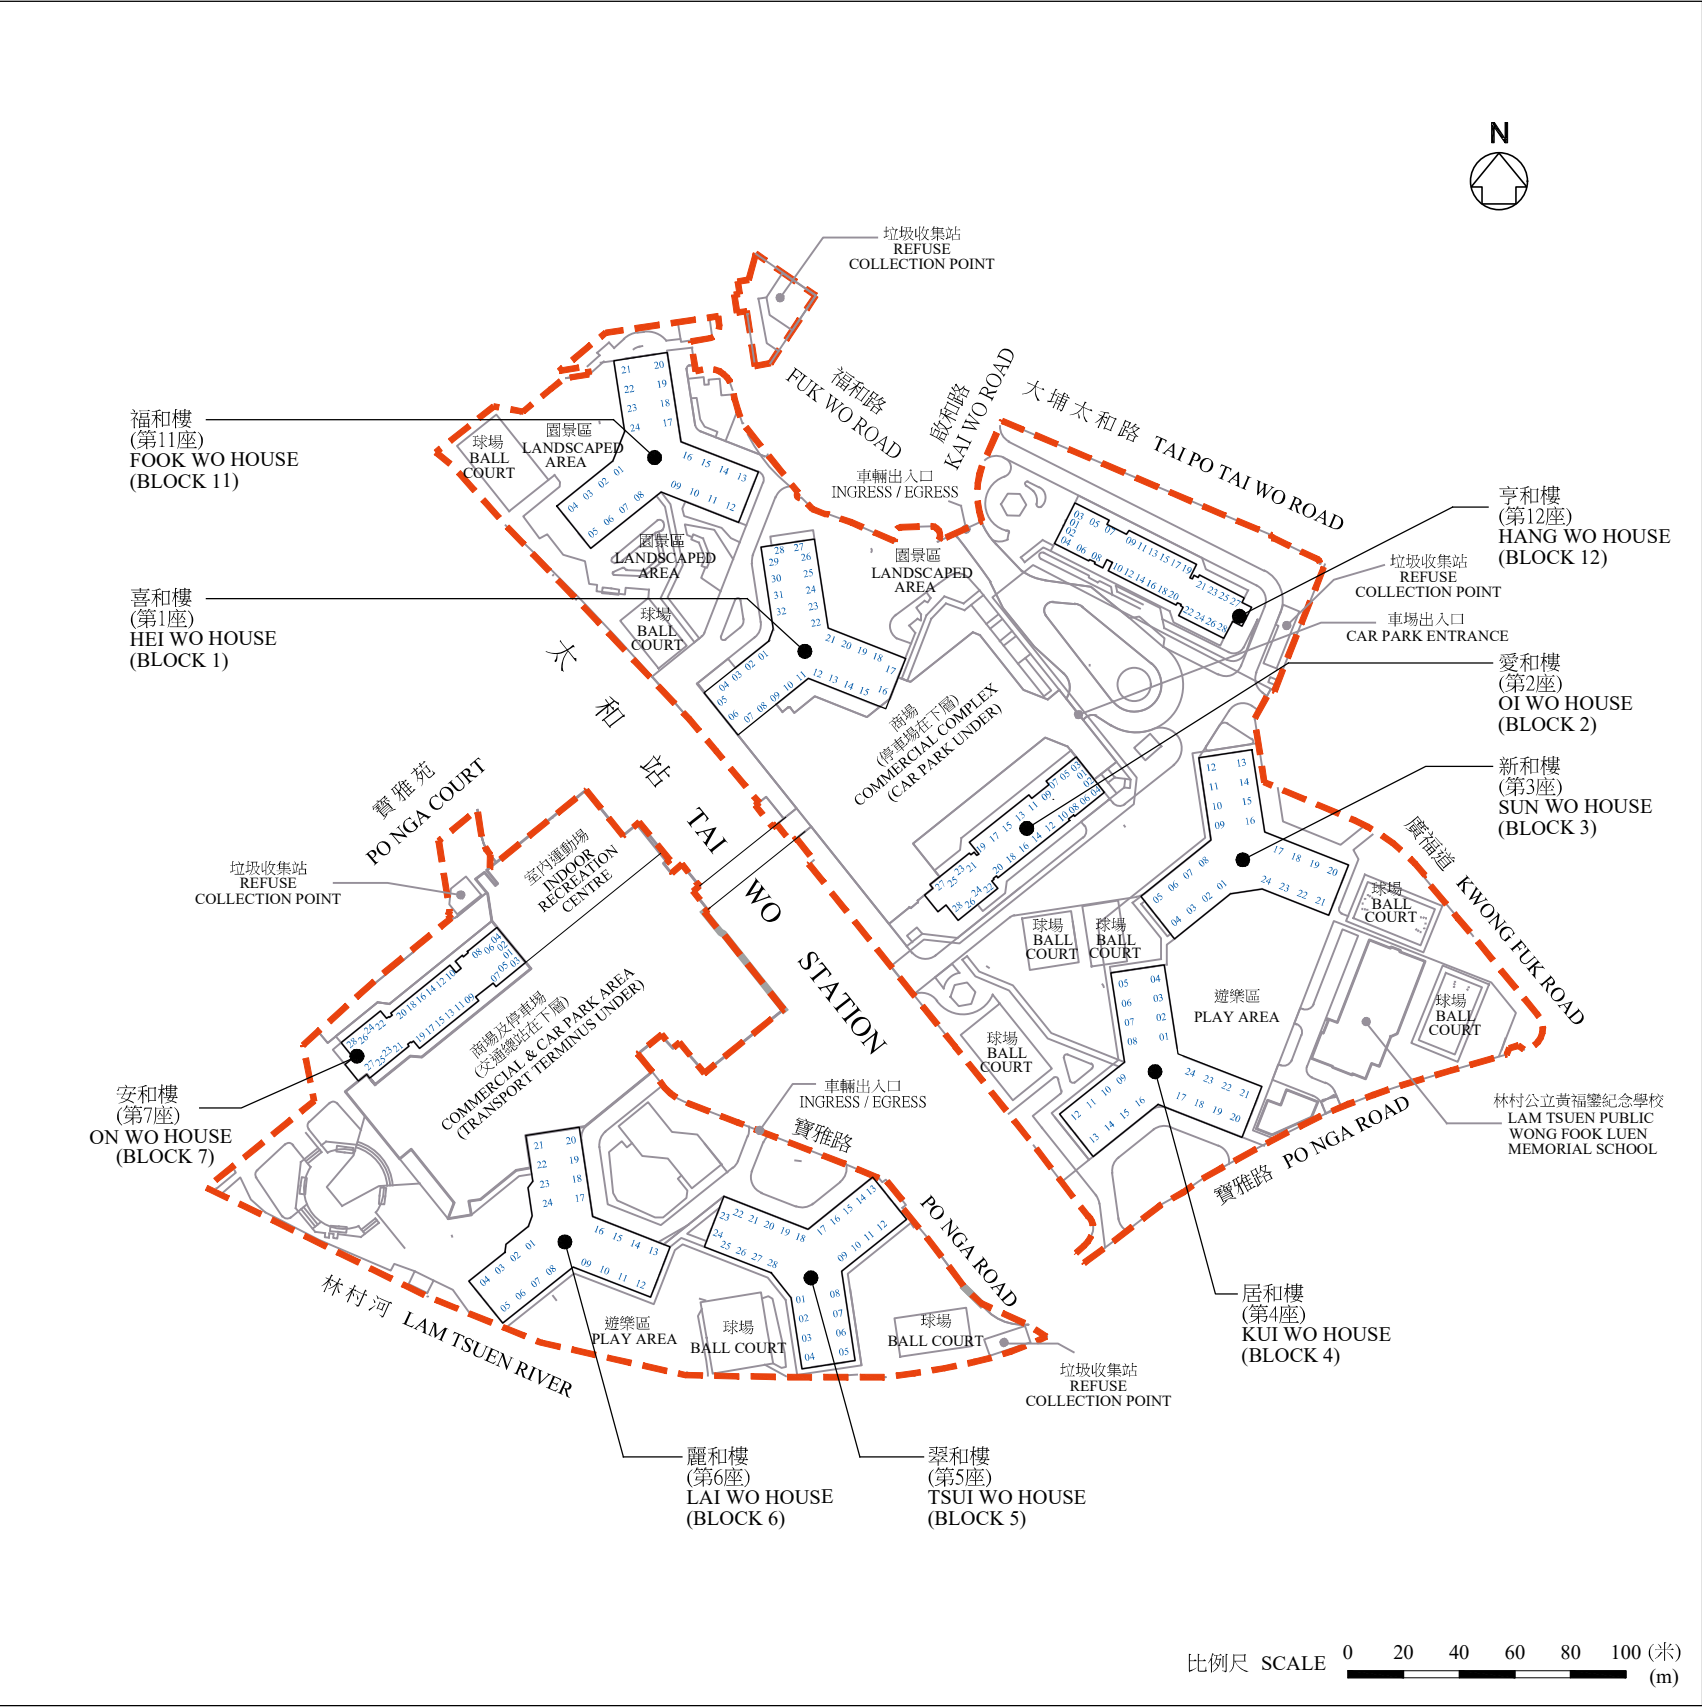 N
垃圾收集站
REFUSE
COLLECTION POINT
福和路
FUK WO ROAD
啟和路
KAI WO ROAD
大埔太和路 TAI PO TAI WO ROAD
福和樓
(第11座)
FOOK WO HOUSE
(BLOCK 11)
球場
BALL
COURT
園景區
LANDSCAPED
AREA
車輛出入口
INGRESS / EGRESS
亨和樓
(第12座)
HANG WO HOUSE
(BLOCK 12)
園景區
LANDSCAPED
AREA
園景區
LANDSCAPED
AREA
垃圾收集站
REFUSE
COLLECTION POINT
車場出入口
CAR PARK ENTRANCE
喜和樓
(第1座)
HEI WO HOUSE
(BLOCK 1)
球場
BALL
COURT
愛和樓
(第2座)
OI WO HOUSE
(BLOCK 2)
太和站 TAI WO STATION
商場
(停車場在下層)
COMMERCIAL COMPLEX
(CAR PARK UNDER)
新和樓
(第3座)
SUN WO HOUSE
(BLOCK 3)
寶雅苑
PO NGA COURT
廣福道 KWONG FUK ROAD
垃圾收集站
REFUSE
COLLECTION POINT
室內運動場
INDOOR
RECREATION
CENTRE
球場
BALL
COURT
球場
BALL
COURT
球場
BALL
COURT
遊樂區
PLAY AREA
球場
BALL
COURT
球場
BALL
COURT
商場及停車場
(交通總站在下層)
COMMERCIAL & CAR PARK AREA
(TRANSPORT TERMINUS UNDER)
安和樓
(第7座)
ON WO HOUSE
(BLOCK 7)
車輛出入口
INGRESS / EGRESS
寶雅路
PO NGA ROAD
林村公立黃福鑾紀念學校
LAM TSUEN PUBLIC
WONG FOOK LUEN
MEMORIAL SCHOOL
寶雅路 PO NGA ROAD
林村河 LAM TSUEN RIVER
遊樂區
PLAY AREA
球場
BALL COURT
球場
BALL COURT
居和樓
(第4座)
KUI WO HOUSE
(BLOCK 4)
垃圾收集站
REFUSE
COLLECTION POINT
麗和樓
(第6座)
LAI WO HOUSE
(BLOCK 6)
翠和樓
(第5座)
TSUI WO HOUSE
(BLOCK 5)
比例尺 SCALE 0 20 40 60 80 100 (米)
(m)